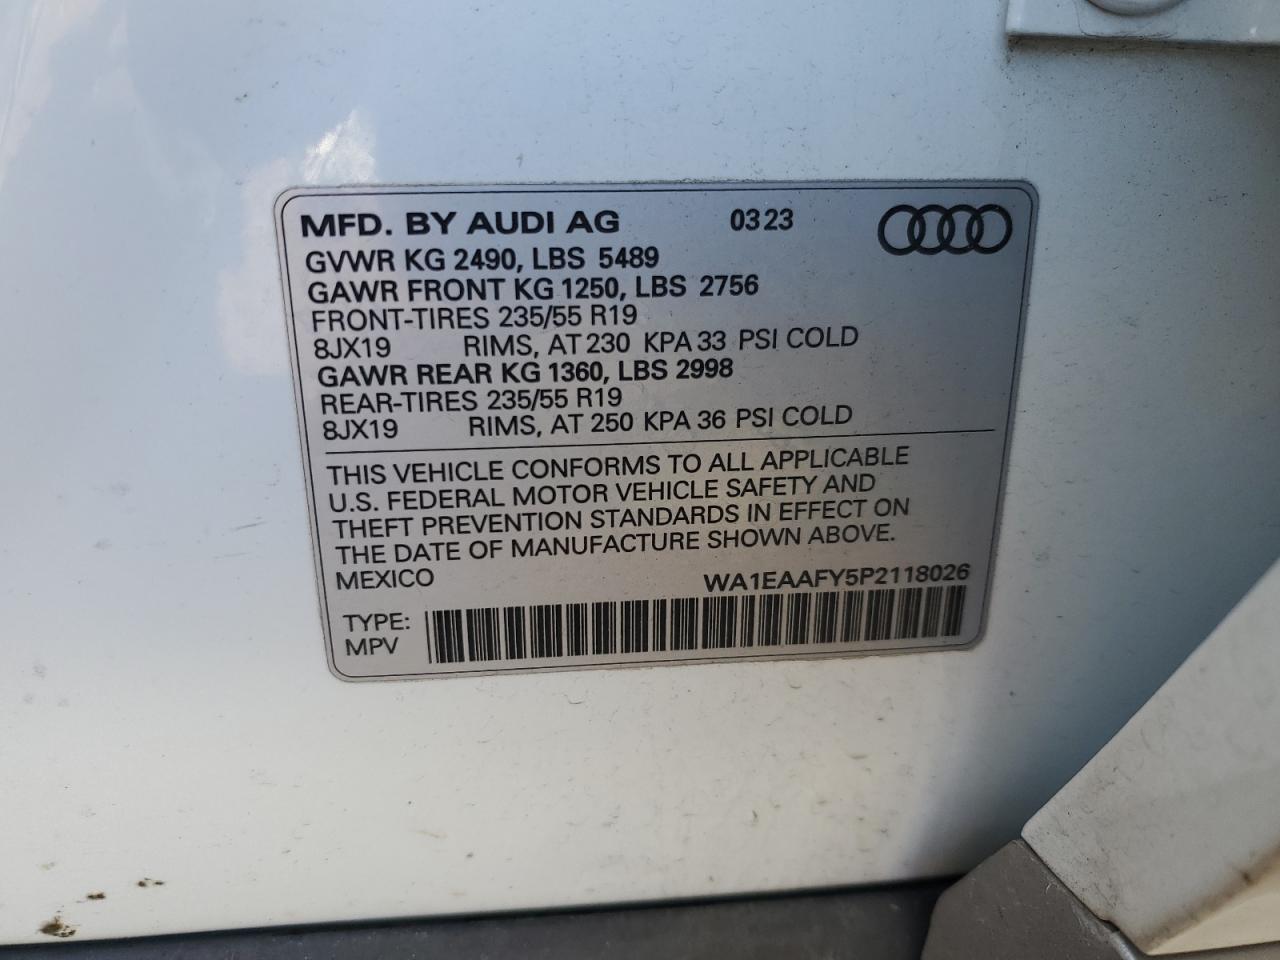 MFD. BY AUDI AG 0323
GVWR KG 2490, LBS 5489
GAWR FRONT KG 1250, LBS 2756
FRONT-TIRES 235/55 R19
8JX19 RIMS, AT 230 KPA 33 PSI COLD
GAWR REAR KG 1360, LBS 2998
REAR-TIRES 235/55 R19
8JX19 RIMS, AT 250 KPA 36 PSI COLD
THIS VEHICLE CONFORMS TO ALL APPLICABLE
U.S. FEDERAL MOTOR VEHICLE SAFETY AND
THEFT PREVENTION STANDARDS IN EFFECT ON
THE DATE OF MANUFACTURE SHOWN ABOVE.
MEXICO WA1EAAFY5P2118026
TYPE:
MPV